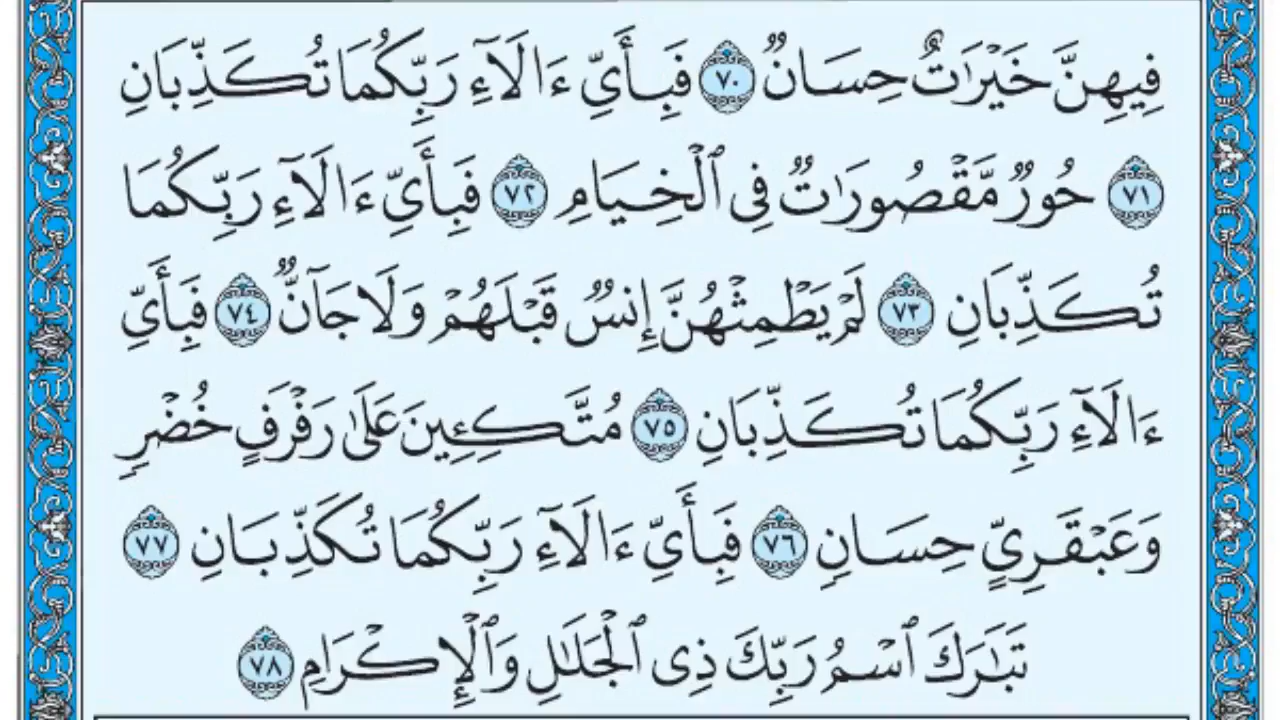 فِيهِنَّ خَيْرَٰتٌ حِسَانٌ ٧٠ فَبِأَيِّ ءَالَآءِ رَبِّكُمَا تُكَذِّبَانِ
٧١ حُورٌ مَّقْصُورَٰتٌ فِى ٱلْخِيَامِ ٧٢ فَبِأَيِّ ءَالَآءِ رَبِّكُمَا
تُكَذِّبَانِ ٧٣ لَمْ يَطْمِثْهُنَّ إِنسٌ قَبْلَهُمْ وَلَا جَآنٌّ ٧٤ فَبِأَيِّ
ءَالَآءِ رَبِّكُمَا تُكَذِّبَانِ ٧٥ مُتَّكِـِٔينَ عَلَىٰ رَفْرَفٍ خُضْرٍ
وَعَبْقَرِيٍّ حِسَانٍ ٧٦ فَبِأَيِّ ءَالَآءِ رَبِّكُمَا تُكَذِّبَانِ ٧٧
تَبَٰرَكَ ٱسْمُ رَبِّكَ ذِى ٱلْجَلَٰلِ وَٱلْإِكْرَامِ ٧٨